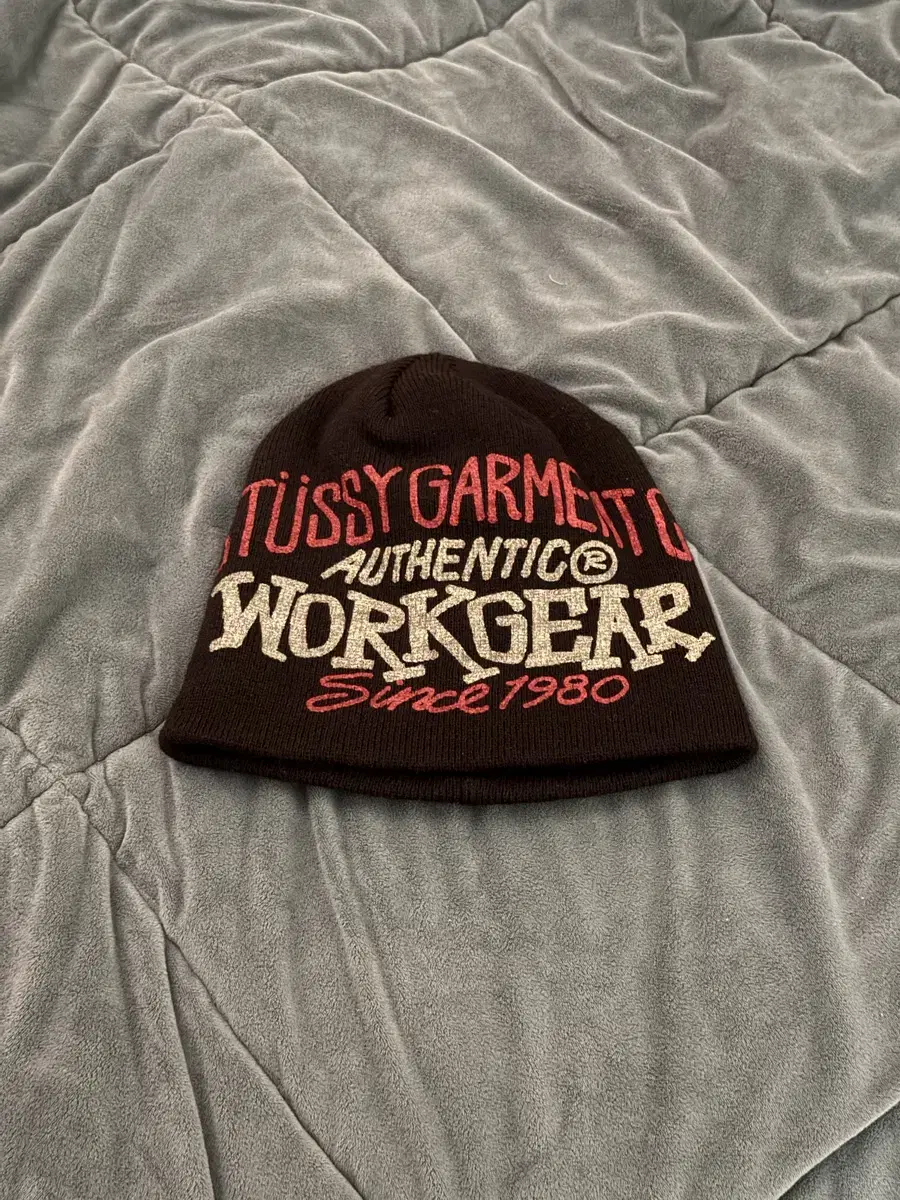 STÜSSY GARMENT C
AUTHENTIC®
WORKGEAR
Since 1980